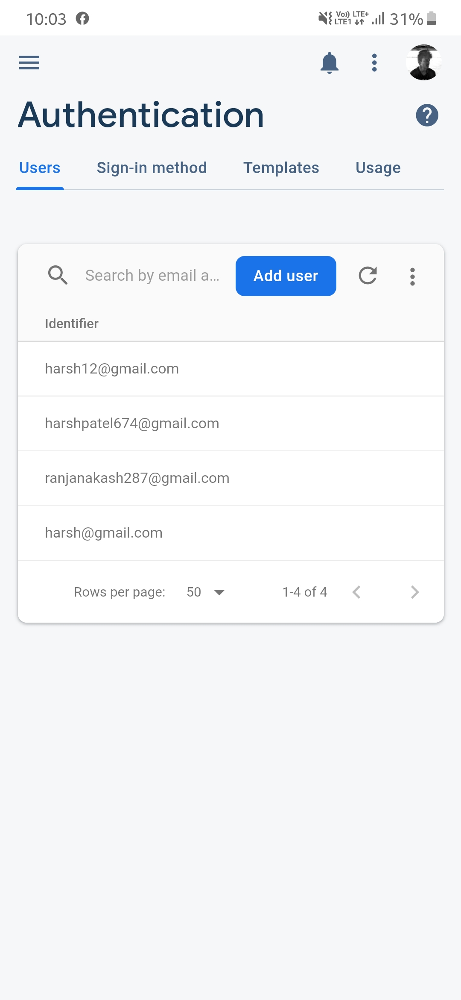 10:03 Vo)) LTE+ LTE1 31%
Authentication
Users Sign-in method Templates Usage
Search by email a... Add user
Identifier
harsh12@gmail.com
harshpatel674@gmail.com
ranjanakash287@gmail.com
harsh@gmail.com
Rows per page: 50 1-4 of 4